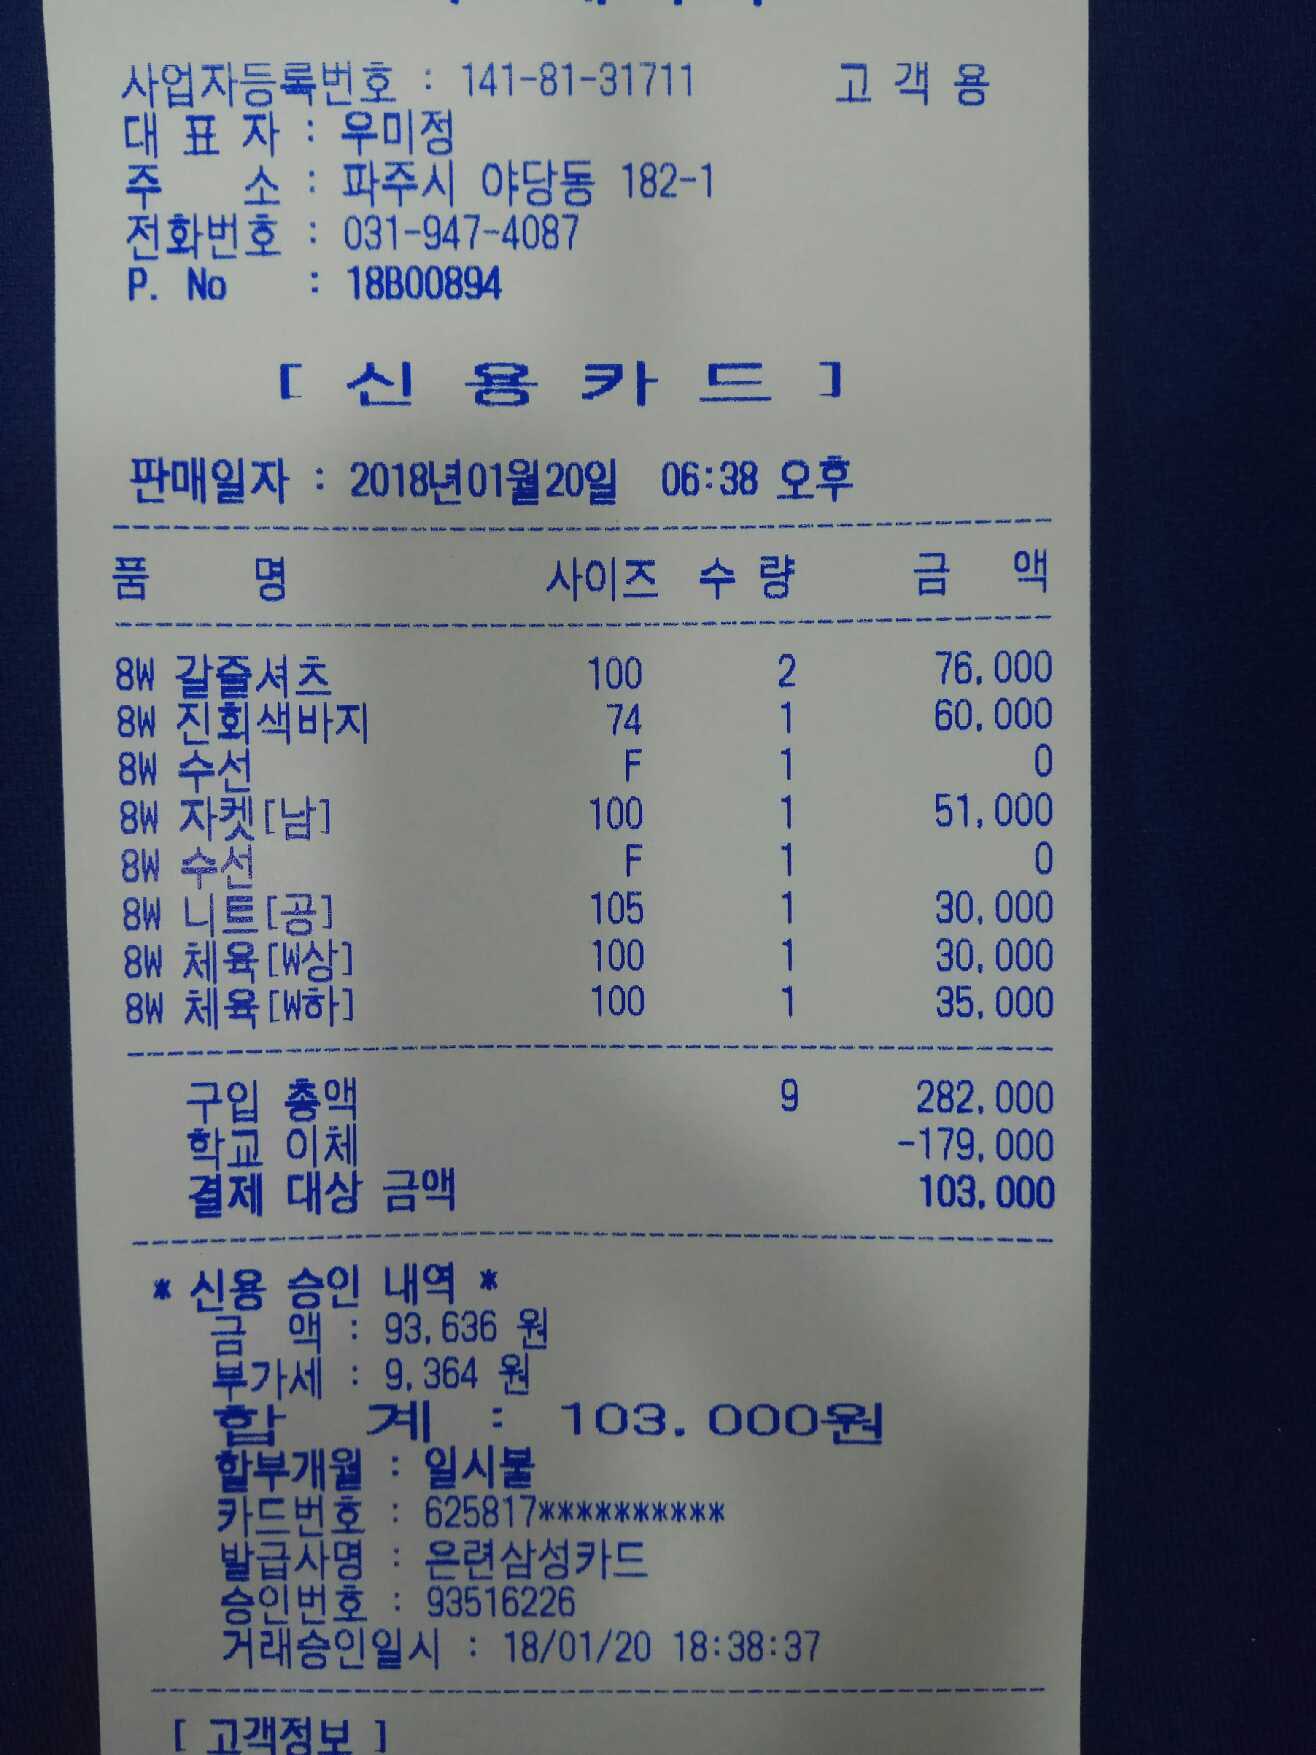 사업자등록번호 : 141-81-31711 고 객 용
대 표 자 : 우미정
주 소 : 파주시 야당동 182-1
전화번호 : 031-947-4087
P. No : 18B00894
[ 신 용 카 드 ]
판매일자 : 2018년01월20일 06:38 오후
품 명 사이즈 수 량 금 액
8W 갈줄셔츠 100 2 76,000
8W 진회색바지 74 1 60,000
8W 수선 F 1 0
8W 자켓[남] 100 1 51,000
8W 수선 F 1 0
8W 니트[공] 105 1 30,000
8W 체육[W상] 100 1 30,000
8W 체육[W하] 100 1 35,000
구입 총액 9 282,000
학교 이체 -179,000
결제 대상 금액 103,000
* 신용 승인 내역 *
금 액 : 93,636 원
부가세 : 9,364 원
합 계 : 103,000원
할부개월 : 일시불
카드번호 : 625817**********
발급사명 : 은련삼성카드
승인번호 : 93516226
거래승인일시 : 18/01/20 18:38:37
[ 고객정보 ]